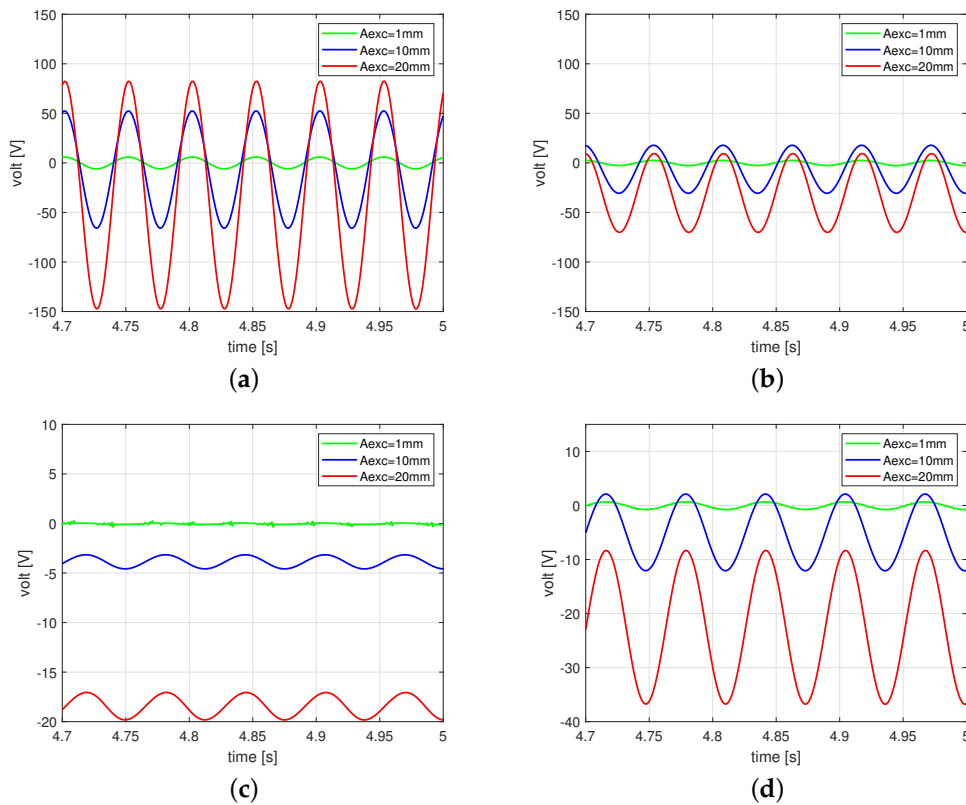 150
100
50
0
-50
-100
-150
volt [V]
4.7 4.75 4.8 4.85 4.9 4.95 5
time [s]
Aexc=1mm
Aexc=10mm
Aexc=20mm
(a)
150
100
50
0
-50
-100
-150
volt [V]
4.7 4.75 4.8 4.85 4.9 4.95 5
time [s]
Aexc=1mm
Aexc=10mm
Aexc=20mm
(b)
10
5
0
-5
-10
-15
-20
volt [V]
4.7 4.75 4.8 4.85 4.9 4.95 5
time [s]
Aexc=1mm
Aexc=10mm
Aexc=20mm
(c)
10
0
-10
-20
-30
-40
volt [V]
4.7 4.75 4.8 4.85 4.9 4.95 5
time [s]
Aexc=1mm
Aexc=10mm
Aexc=20mm
(d)